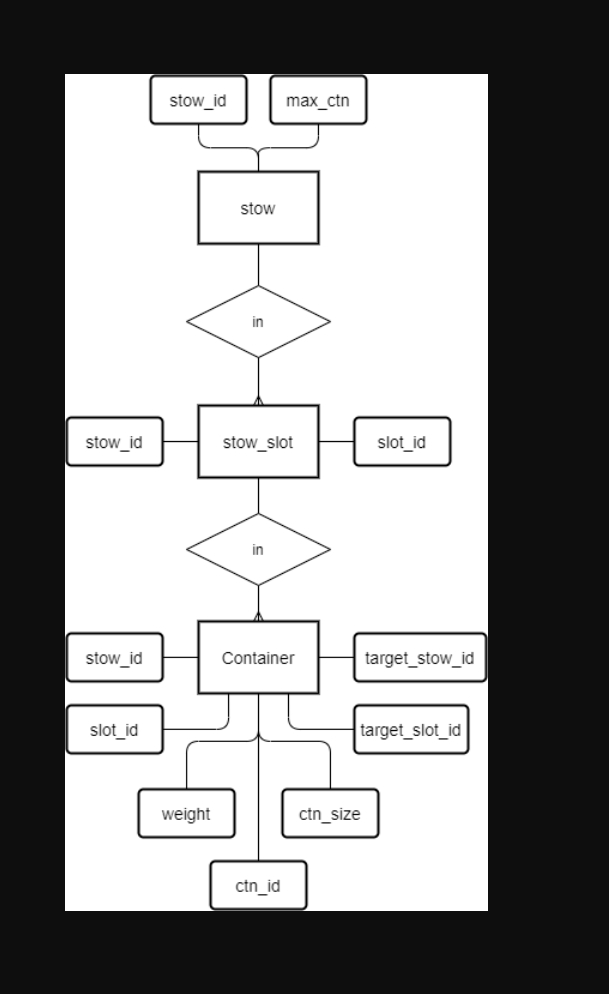 stow_id
max_ctn
stow
in
stow_id
stow_slot
slot_id
in
stow_id
Container
target_stow_id
slot_id
target_slot_id
weight
ctn_size
ctn_id